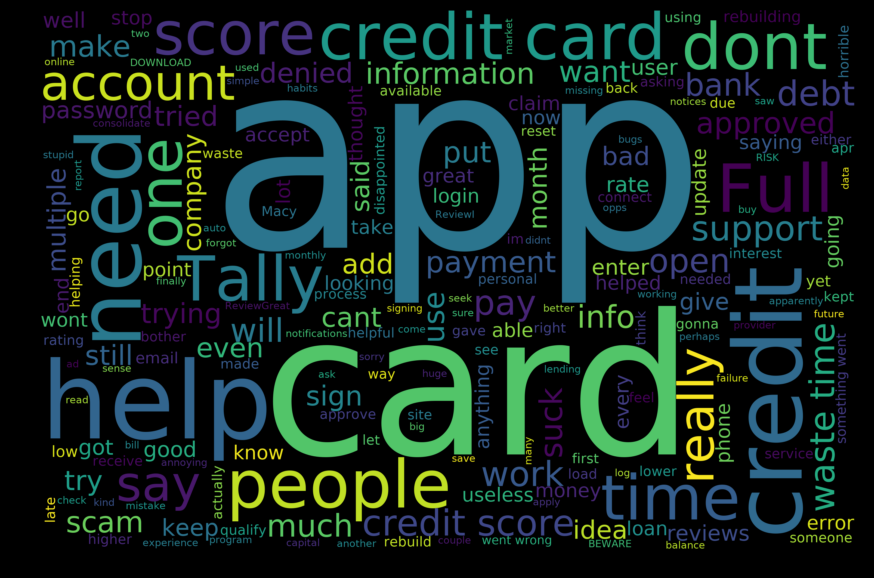 well
stop
two
score
credit card
market
using
rebuilding
dont
horrible
make
online
DOWNLOAD
used
simple
denied
information
want
user
asking
bank
debt
account
habits
available
missing
back
notices
due
saw
password
tried
consolidate
thought
claim
now
reset
approved
app
need
one
company
waste
accept
lot
said
disappointed
put
great
login
Review1
month
bad
rate
connect
bugs
opps
update
saying
either
RISK
apr
data
Full
stupid
report
multiple
go
auto
forgot
Macy
take
im
didnt
buy
support
going
interest
end
helping
point
finally
Tally
monthly
add
looking
process
payment
personal
enter
open
helped
needed
yet
kept
wont
trying
ReviewGreat
will
cant
signing
use
seek
sure
pay
better
info
working
give
apparently
future
rating
bother
notifications
helpful
come
gave
able
right
think
gonna
perhaps
provider
credit
still
email
even
made
sorry
see
ad
sense
help
card
ask
way
huge
lending
every
feel
really
failure
waste time
something went
read
sign
approve
site
big
anything
suck
phone
low
got
bill
good
know
let
many
first
service
receive
annoying
people
save
work
load
lower
try
say
actually
useless
money
log
time
check
kind
mistake
apply
late
scam
higher
experience
keep
qualify
program
much
capital
rebuild
another
credit score
couple
went wrong
idea
BEWARE
loan
reviews
balance
error
someone